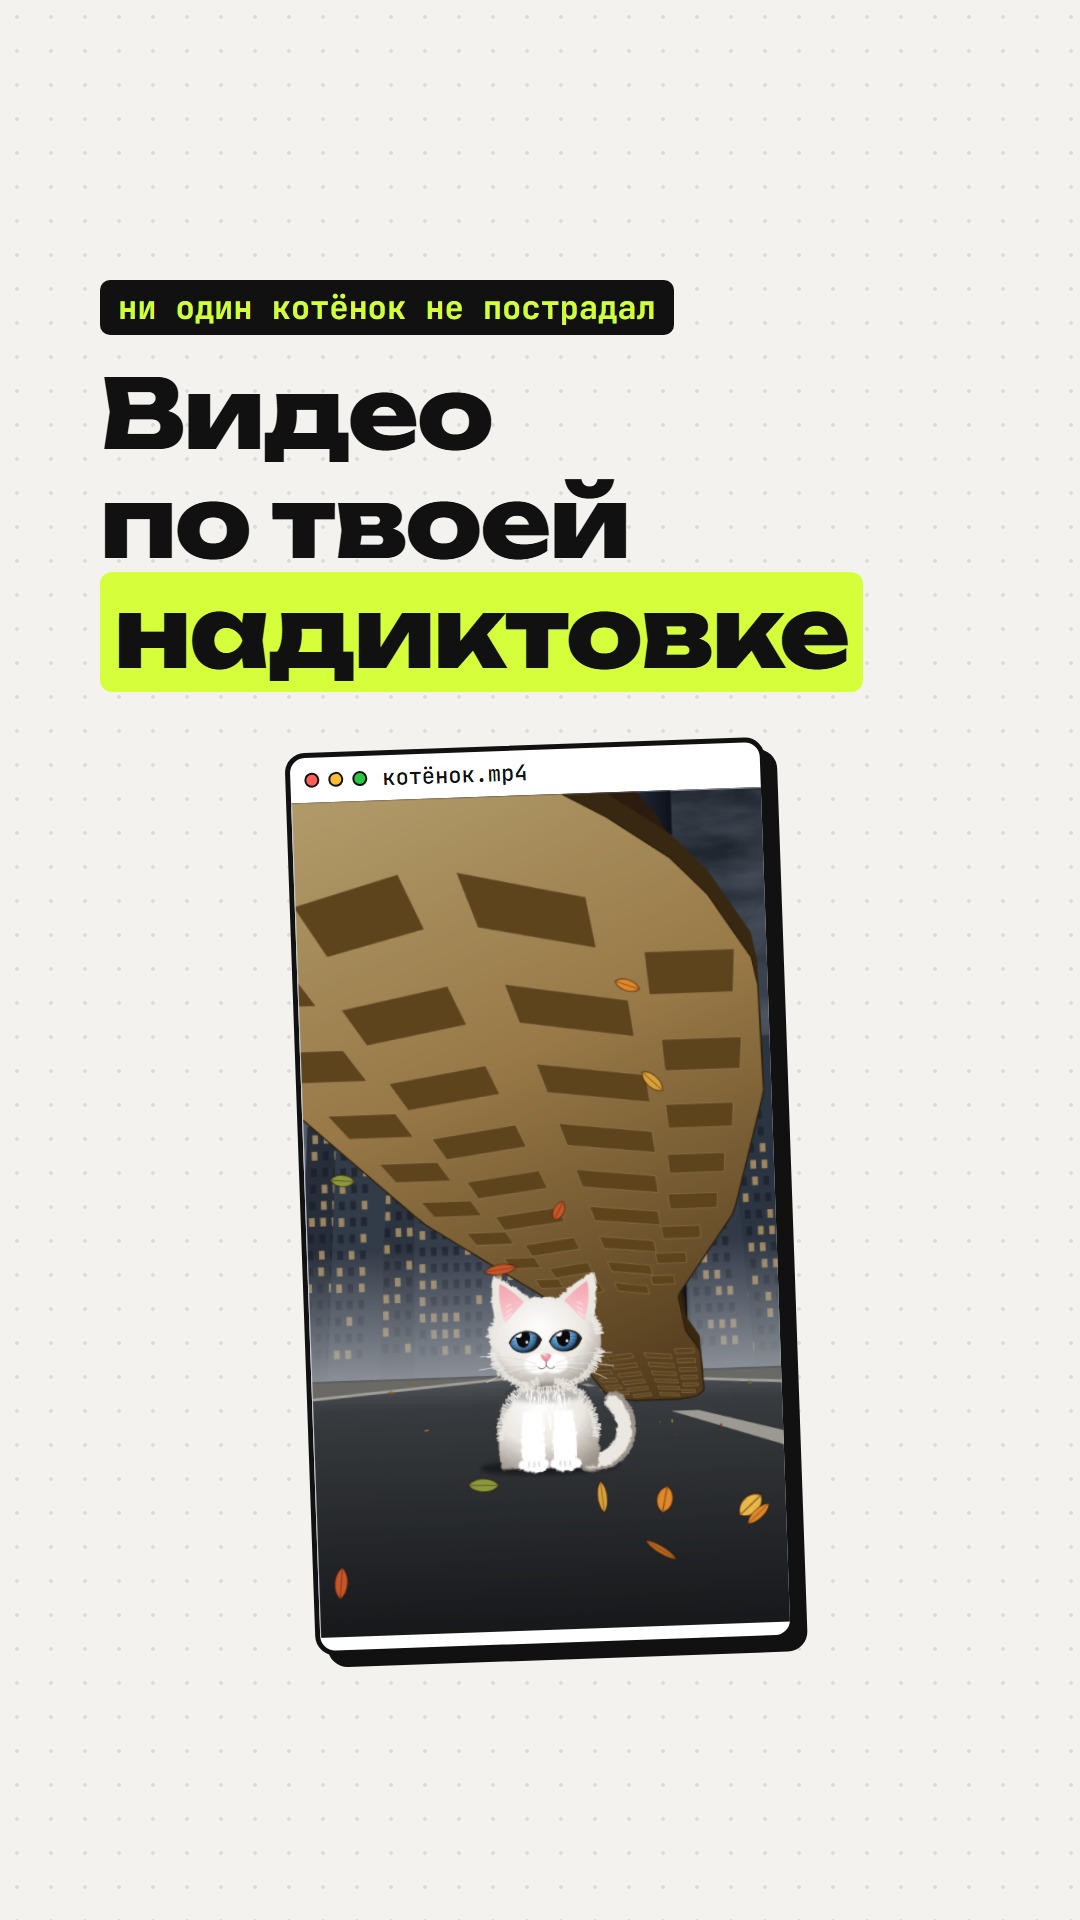 ни один котёнок не пострадал
Видео
по твоей
надиктовке
котёнок.mp4